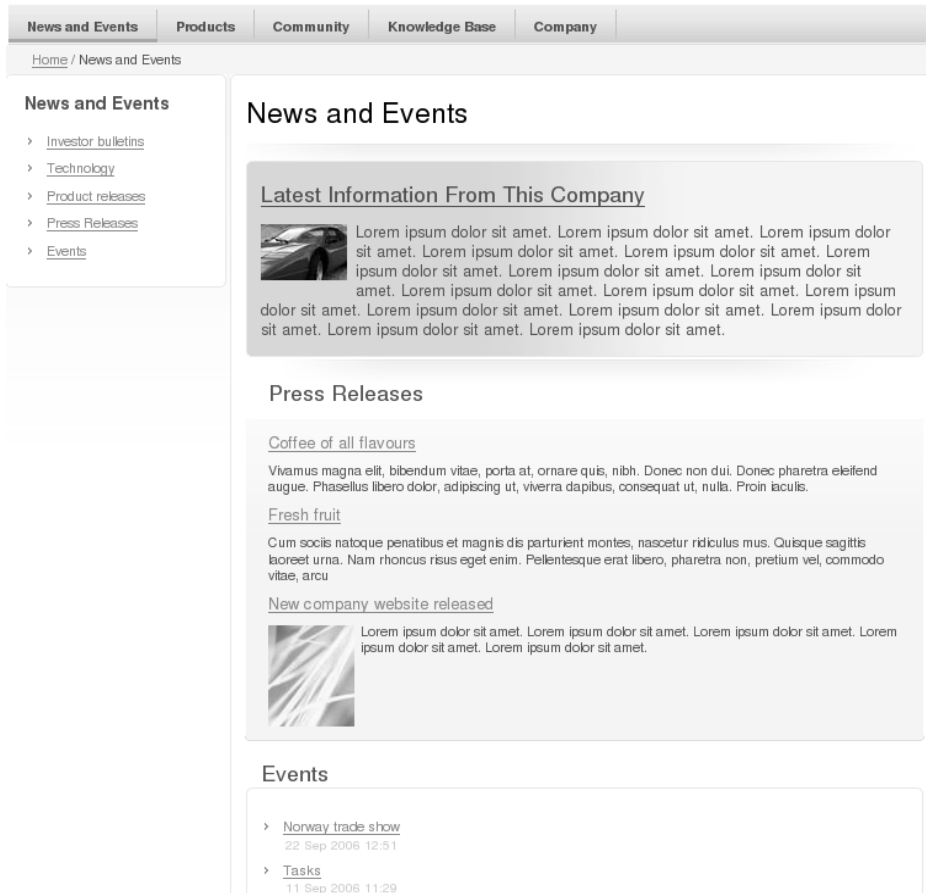 News and Events Products Community Knowledge Base Company
Home / News and Events
News and Events
Investor bulletins
Technology
Product releases
Press Releases
Events
News and Events
Latest Information From This Company
Lorem ipsum dolor sit amet. Lorem ipsum dolor sit amet. Lorem ipsum dolor
sit amet. Lorem ipsum dolor sit amet. Lorem ipsum dolor sit amet. Lorem
ipsum dolor sit amet. Lorem ipsum dolor sit amet. Lorem ipsum dolor sit
amet. Lorem ipsum dolor sit amet. Lorem ipsum dolor sit amet. Lorem ipsum
dolor sit amet. Lorem ipsum dolor sit amet. Lorem ipsum dolor sit amet. Lorem ipsum dolor
sit amet. Lorem ipsum dolor sit amet. Lorem ipsum dolor sit amet.
Press Releases
Coffee of all flavours
Vivamus magna elit, bibendum vitae, porta at, ornare quis, nibh. Donec non dui. Donec pharetra eleifend
augue. Phasellus libero dolor, adipiscing ut, viverra dapibus, consequat ut, nulla. Proin iaculis.
Fresh fruit
Cum sociis natoque penatibus et magnis dis parturient montes, nascetur ridiculus mus. Quisque sagittis
laoreet urna. Nam rhoncus risus eget enim. Pellentesque erat libero, pharetra non, pretium vel, commodo
vitae, arcu
New company website released
Lorem ipsum dolor sit amet. Lorem ipsum dolor sit amet. Lorem ipsum dolor sit amet. Lorem
ipsum dolor sit amet. Lorem ipsum dolor sit amet.
Events
Norway trade show
22 Sep 2006 12:51
Tasks
11 Sep 2006 11:29